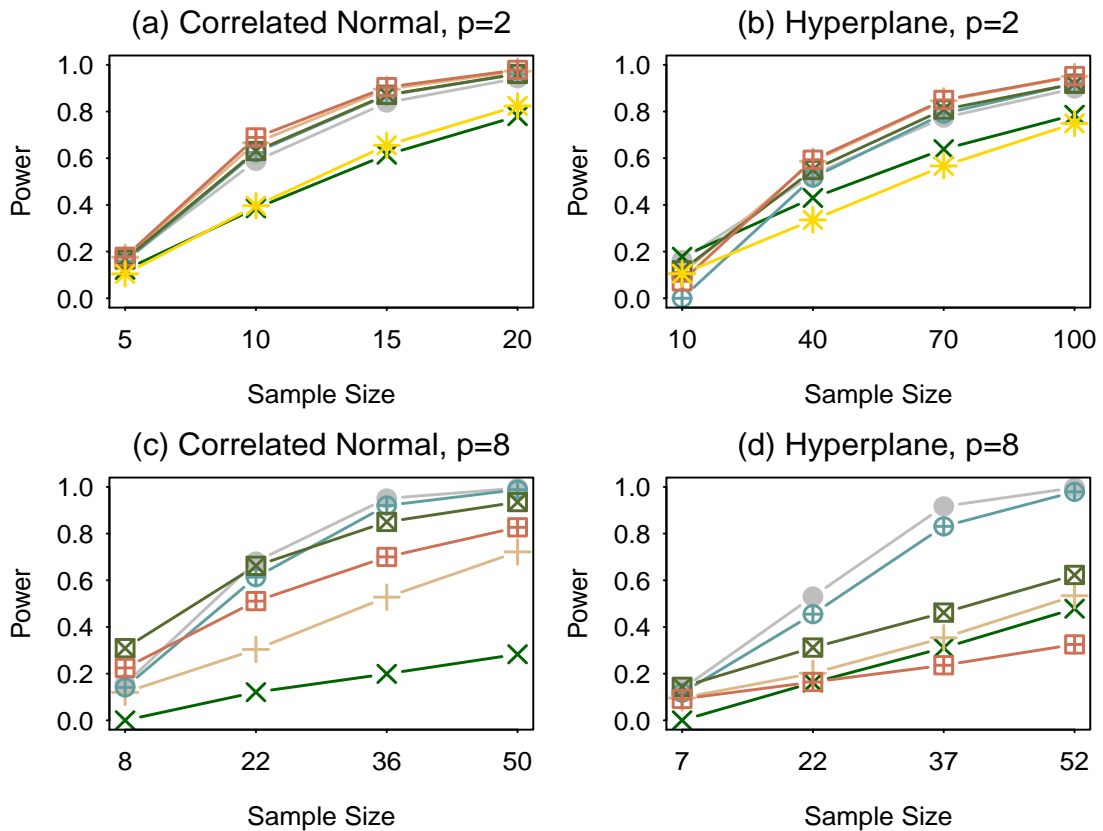 (a) Correlated Normal, p=2
Power
1.0
0.8
0.6
0.4
0.2
0.0
5 10 15 20
Sample Size
(b) Hyperplane, p=2
Power
1.0
0.8
0.6
0.4
0.2
0.0
10 40 70 100
Sample Size
(c) Correlated Normal, p=8
Power
1.0
0.8
0.6
0.4
0.2
0.0
8 22 36 50
Sample Size
(d) Hyperplane, p=8
Power
1.0
0.8
0.6
0.4
0.2
0.0
7 22 37 52
Sample Size